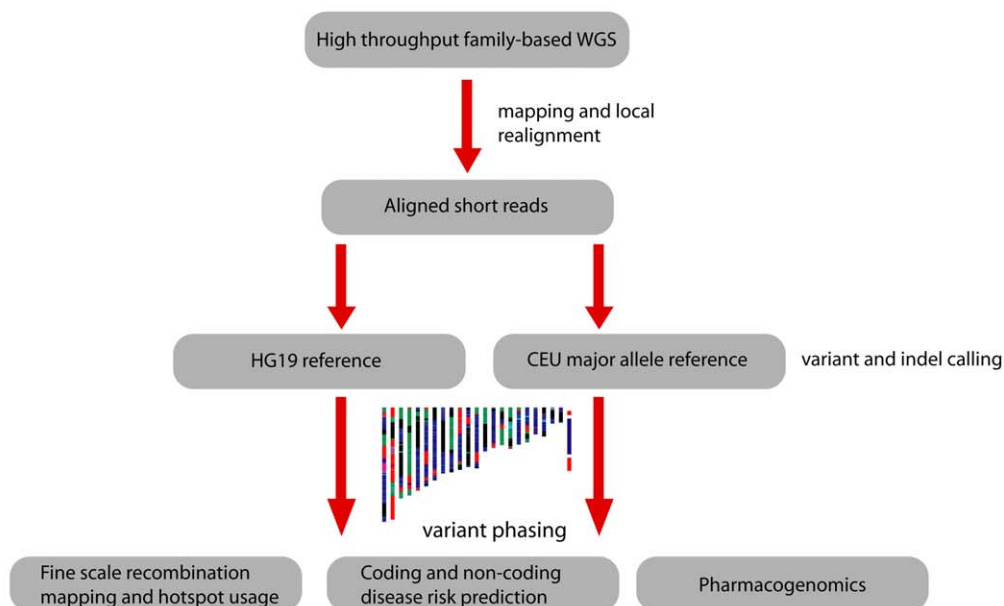 High throughput family-based WGS
mapping and local
realignment
Aligned short reads
HG19 reference
CEU major allele reference
variant and indel calling
variant phasing
Fine scale recombination
mapping and hotspot usage
Coding and non-coding
disease risk prediction
Pharmacogenomics